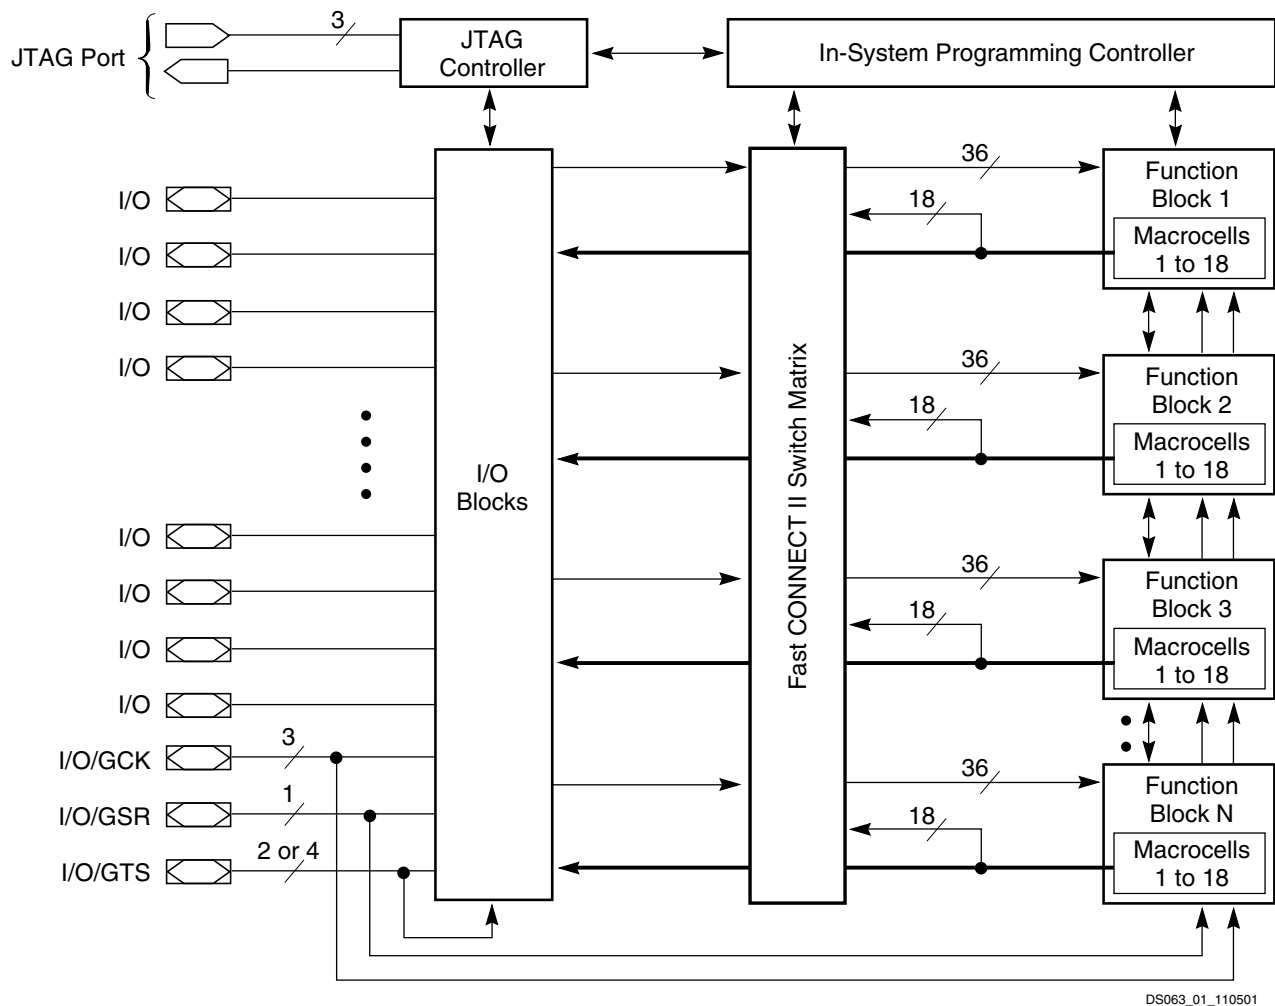 JTAG Port
3
JTAG
Controller
In-System Programming Controller
I/O
I/O
I/O
I/O
I/O
I/O
I/O
I/O
I/O/GCK
3
I/O/GSR
1
I/O/GTS
2 or 4
I/O
Blocks
Fast CONNECT II Switch Matrix
36
18
Function
Block 1
Macrocells
1 to 18
36
18
Function
Block 2
Macrocells
1 to 18
36
18
Function
Block 3
Macrocells
1 to 18
36
18
Function
Block N
Macrocells
1 to 18
DS063_01_110501